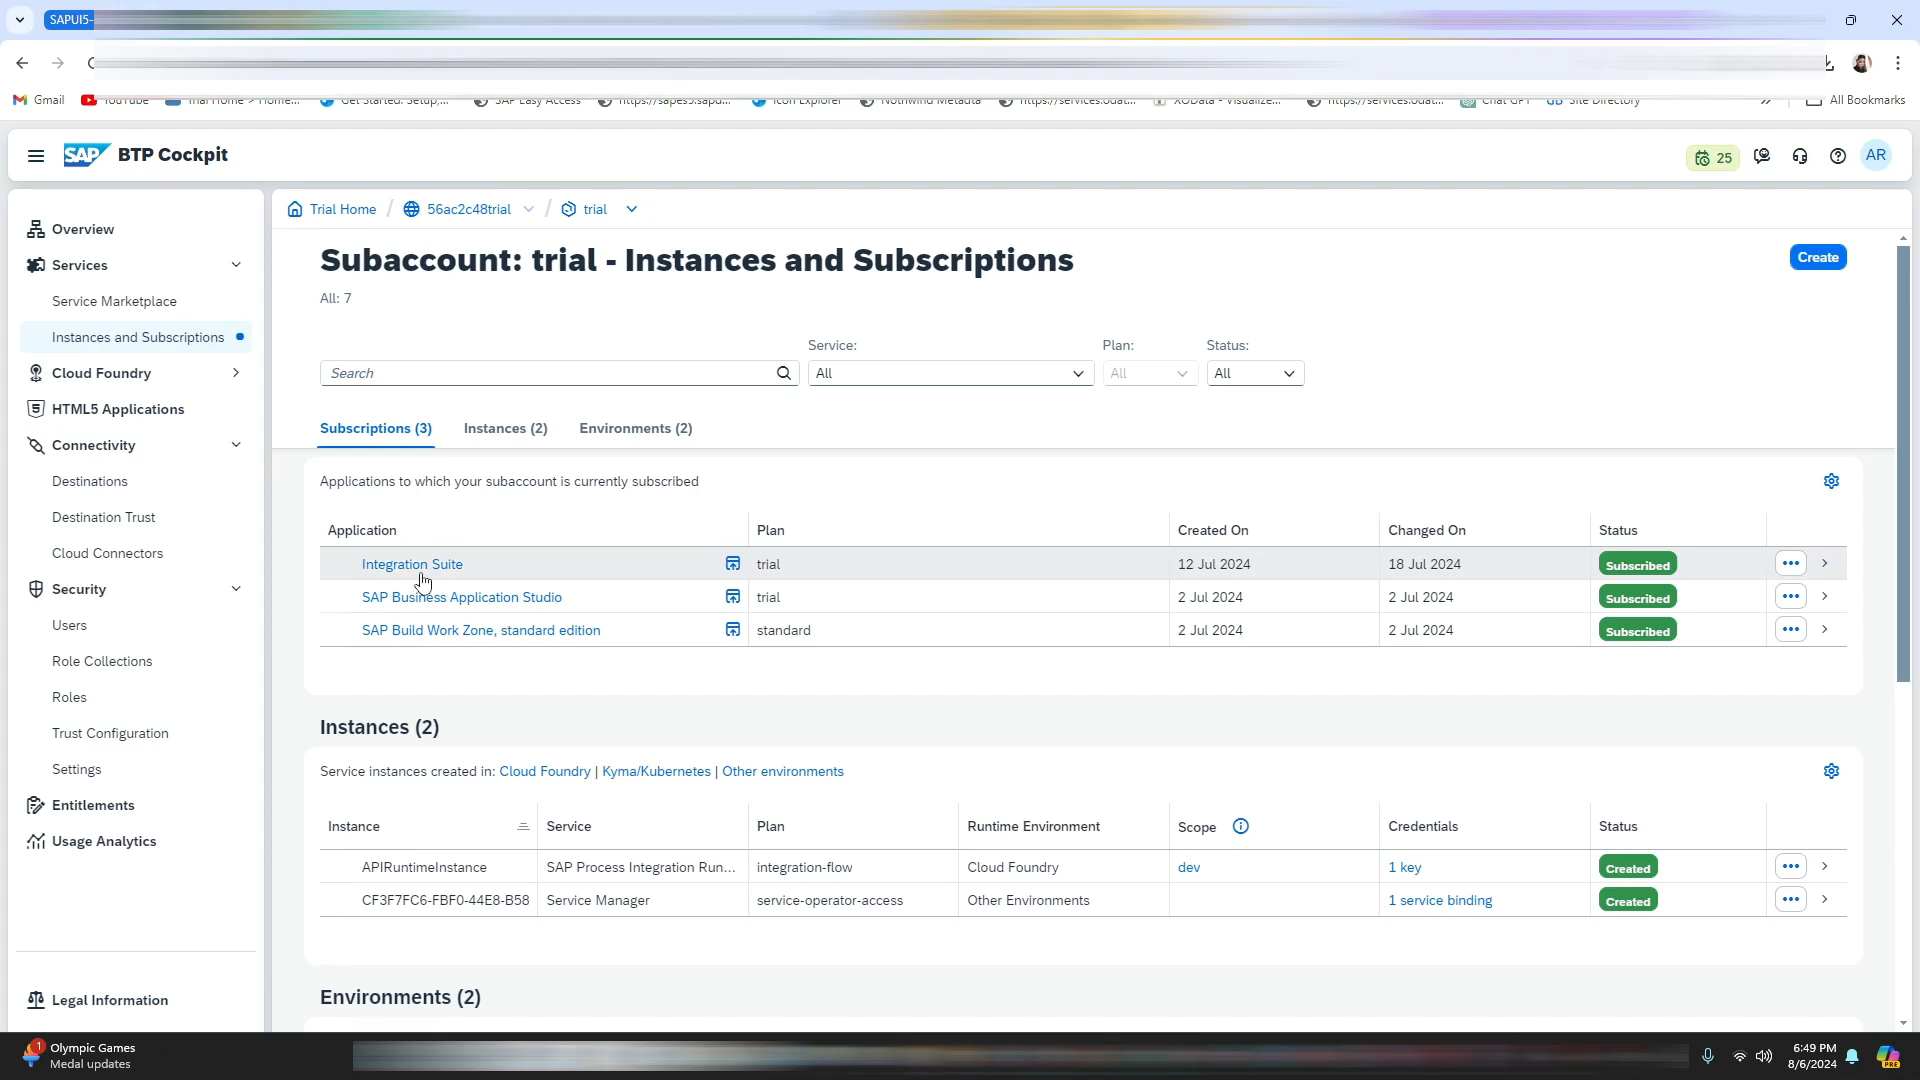 SAPUI5-
Gmail YouTube Trial Home > Home... Get Started: Setup,... SAP Easy Access https://sapes5.sapd... Icon Explorer Northwind Metadta https://services.odat... XOData - Visualize... https://services.odat... Chat GPT Site Directory » All Bookmarks
SAP BTP Cockpit
25
AR
Trial Home / 56ac2c48trial / trial
Overview
Services
Service Marketplace
Instances and Subscriptions
Cloud Foundry
HTML5 Applications
Connectivity
Destinations
Destination Trust
Cloud Connectors
Security
Users
Role Collections
Roles
Trust Configuration
Settings
Entitlements
Usage Analytics
Legal Information
Subaccount: trial - Instances and Subscriptions
Create
All: 7
Service: Plan: Status:
Search All All All
Subscriptions (3) Instances (2) Environments (2)
Applications to which your subaccount is currently subscribed
Application Plan Created On Changed On Status
Integration Suite trial 12 Jul 2024 18 Jul 2024 Subscribed
SAP Business Application Studio trial 2 Jul 2024 2 Jul 2024 Subscribed
SAP Build Work Zone, standard edition standard 2 Jul 2024 2 Jul 2024 Subscribed
Instances (2)
Service instances created in: Cloud Foundry | Kyma/Kubernetes | Other environments
Instance Service Plan Runtime Environment Scope Credentials Status
APIRuntimeInstance SAP Process Integration Run... integration-flow Cloud Foundry dev 1 key Created
CF3F7FC6-FBF0-44E8-B58 Service Manager service-operator-access Other Environments 1 service binding Created
Environments (2)
1
Olympic Games
Medal updates
6:49 PM
8/6/2024
PRE